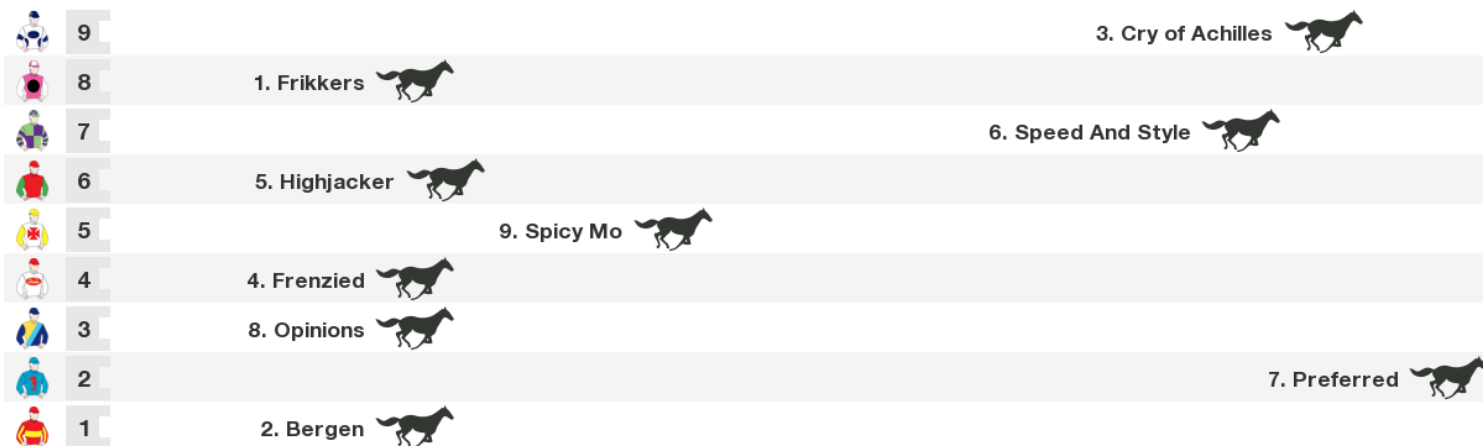 9 3. Cry of Achilles
8 1. Frikkers
7 6. Speed And Style
6 5. Highjacker
5 9. Spicy Mo
4 4. Frenzied
3 8. Opinions
2 7. Preferred
1 2. Bergen